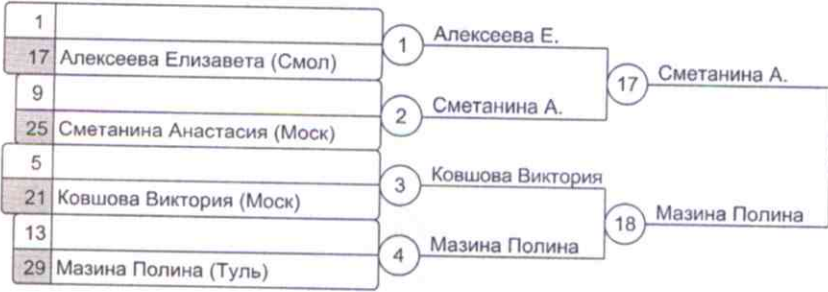 1
17 Алексеева Елизавета (Смол)
1
Алексеева Е.
9
25 Сметанина Анастасия (Моск)
2
Сметанина А.
17
Сметанина А.
5
21 Ковшова Виктория (Моск)
3
Ковшова Виктория
13
29 Мазина Полина (Туль)
4
Мазина Полина
18
Мазина Полина